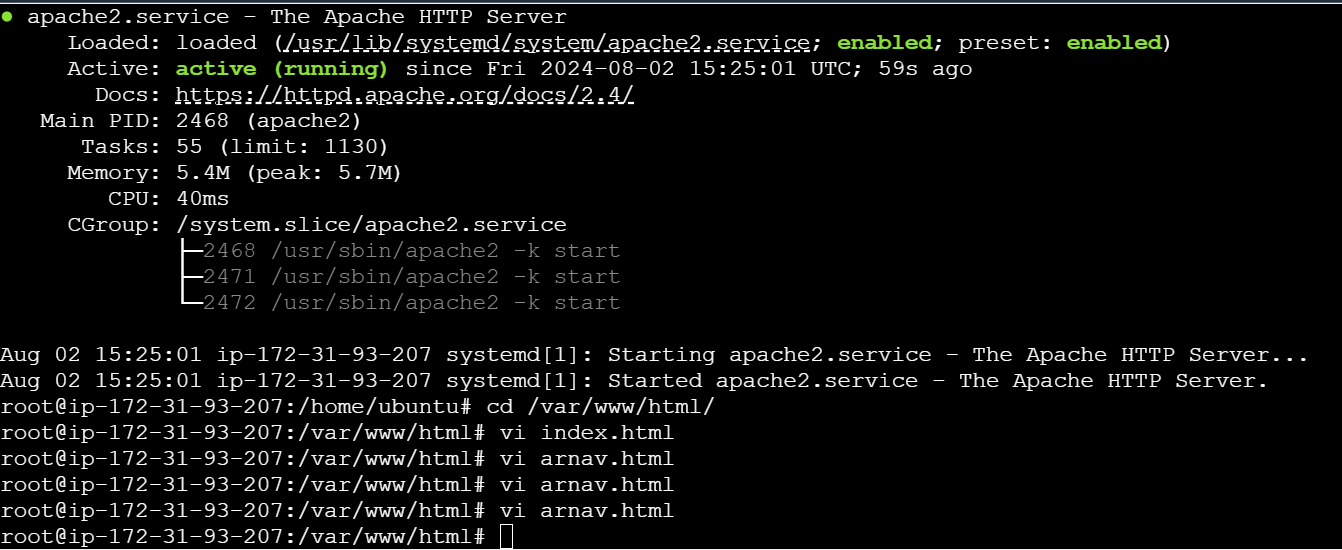 ● apache2.service - The Apache HTTP Server
     Loaded: loaded (/usr/lib/systemd/system/apache2.service; enabled; preset: enabled)
     Active: active (running) since Fri 2024-08-02 15:25:01 UTC; 59s ago
       Docs: https://httpd.apache.org/docs/2.4/
   Main PID: 2468 (apache2)
      Tasks: 55 (limit: 1130)
     Memory: 5.4M (peak: 5.7M)
        CPU: 40ms
     CGroup: /system.slice/apache2.service
             ├─2468 /usr/sbin/apache2 -k start
             ├─2471 /usr/sbin/apache2 -k start
             └─2472 /usr/sbin/apache2 -k start

Aug 02 15:25:01 ip-172-31-93-207 systemd[1]: Starting apache2.service - The Apache HTTP Server...
Aug 02 15:25:01 ip-172-31-93-207 systemd[1]: Started apache2.service - The Apache HTTP Server.
root@ip-172-31-93-207:/home/ubuntu# cd /var/www/html/
root@ip-172-31-93-207:/var/www/html# vi index.html
root@ip-172-31-93-207:/var/www/html# vi arnav.html
root@ip-172-31-93-207:/var/www/html# vi arnav.html
root@ip-172-31-93-207:/var/www/html# vi arnav.html
root@ip-172-31-93-207:/var/www/html#